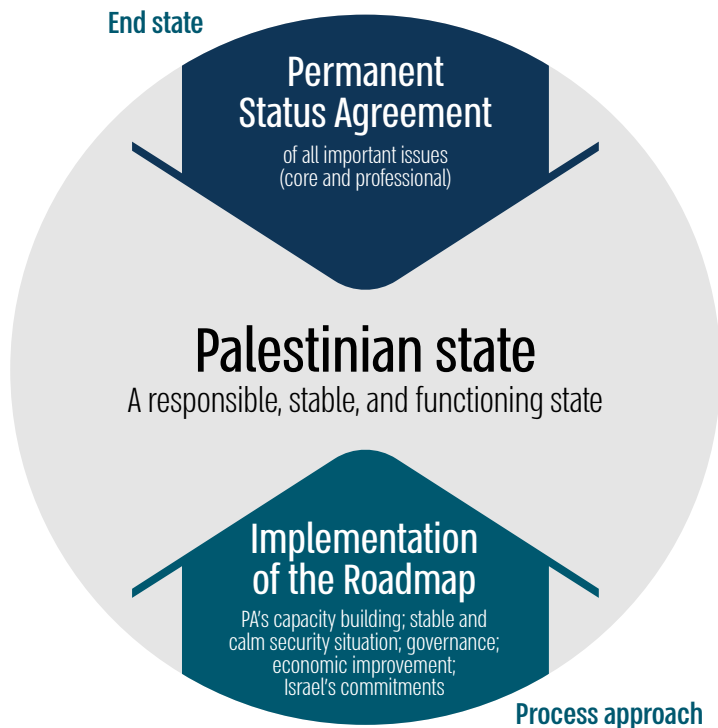 End state
Permanent
Status Agreement
of all important issues
(core and professional)
Palestinian state
A responsible, stable, and functioning state
Implementation
of the Roadmap
PA's capacity building; stable and
calm security situation; governance;
economic improvement;
Israel's commitments
Process approach